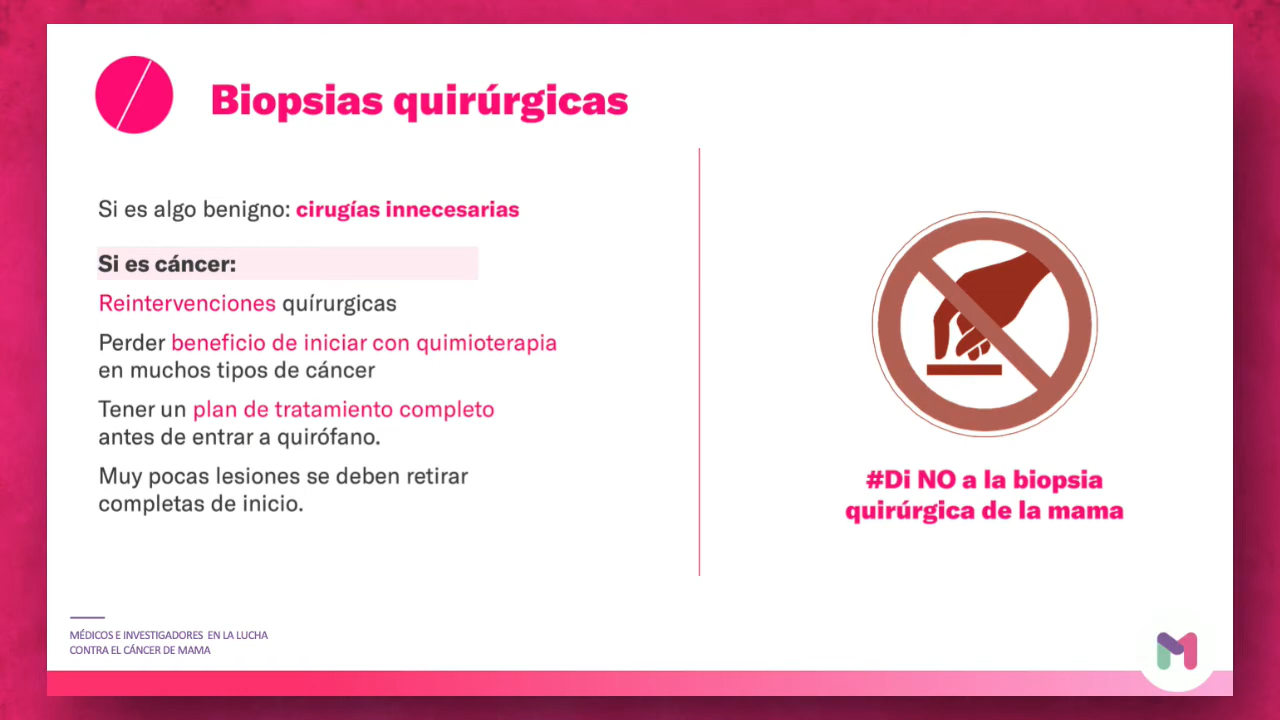 Biopsias quirúrgicas
Si es algo benigno: cirugías innecesarias
Si es cáncer:
Reintervenciones quírurgicas
Perder beneficio de iniciar con quimioterapia
en muchos tipos de cáncer
Tener un plan de tratamiento completo
antes de entrar a quirófano.
Muy pocas lesiones se deben retirar
completas de inicio.
#Di NO a la biopsia
quirúrgica de la mama
MÉDICOS E INVESTIGADORES EN LA LUCHA
CONTRA EL CÁNCER DE MAMA